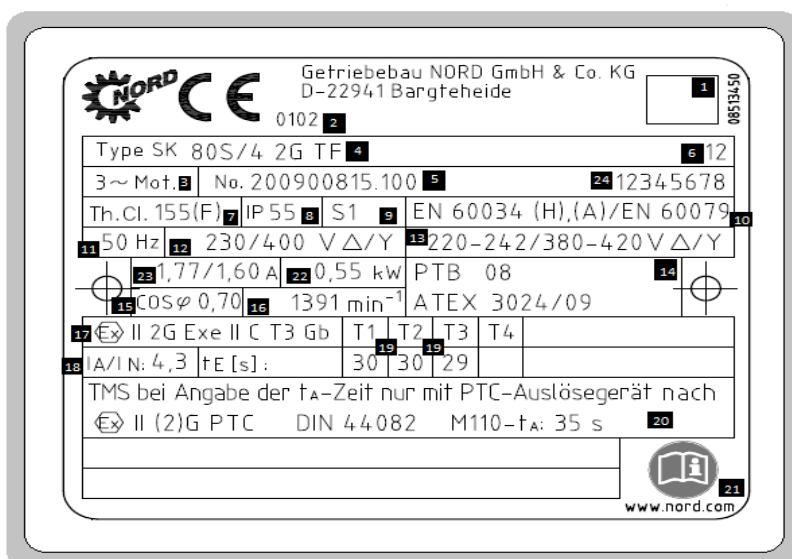 NORD CE Getriebebau NORD GmbH & Co. KG 1
D-22941 Bargteheide
0102 2
08513450
Type SK 80S/4 2G TF 4 6 12
3~ Mot. 3 No. 200900815.100 5 24 12345678
Th.Cl. 155(F) 7 IP 55 8 S1 9 EN 60034 (H),(A)/EN 60079 10
11 50 Hz 12 230/400 V △/Y 13 220-242/380-420V △/Y
23 1,77/1,60 A 22 0,55 kW PTB 08 14
15 COSφ 0,70 16 1391 min⁻¹ ATEX 3024/09
17 Ex II 2G Exe II C T3 Gb T1 T2 T3 T4
19 19
18 IA/IN: 4,3 tE [s]: 30 30 29
TMS bei Angabe der tA-Zeit nur mit PTC-Auslösegerät nach
Ex II (2)G PTC DIN 44082 M110-tA: 35 s 20
i 21
www.nord.com